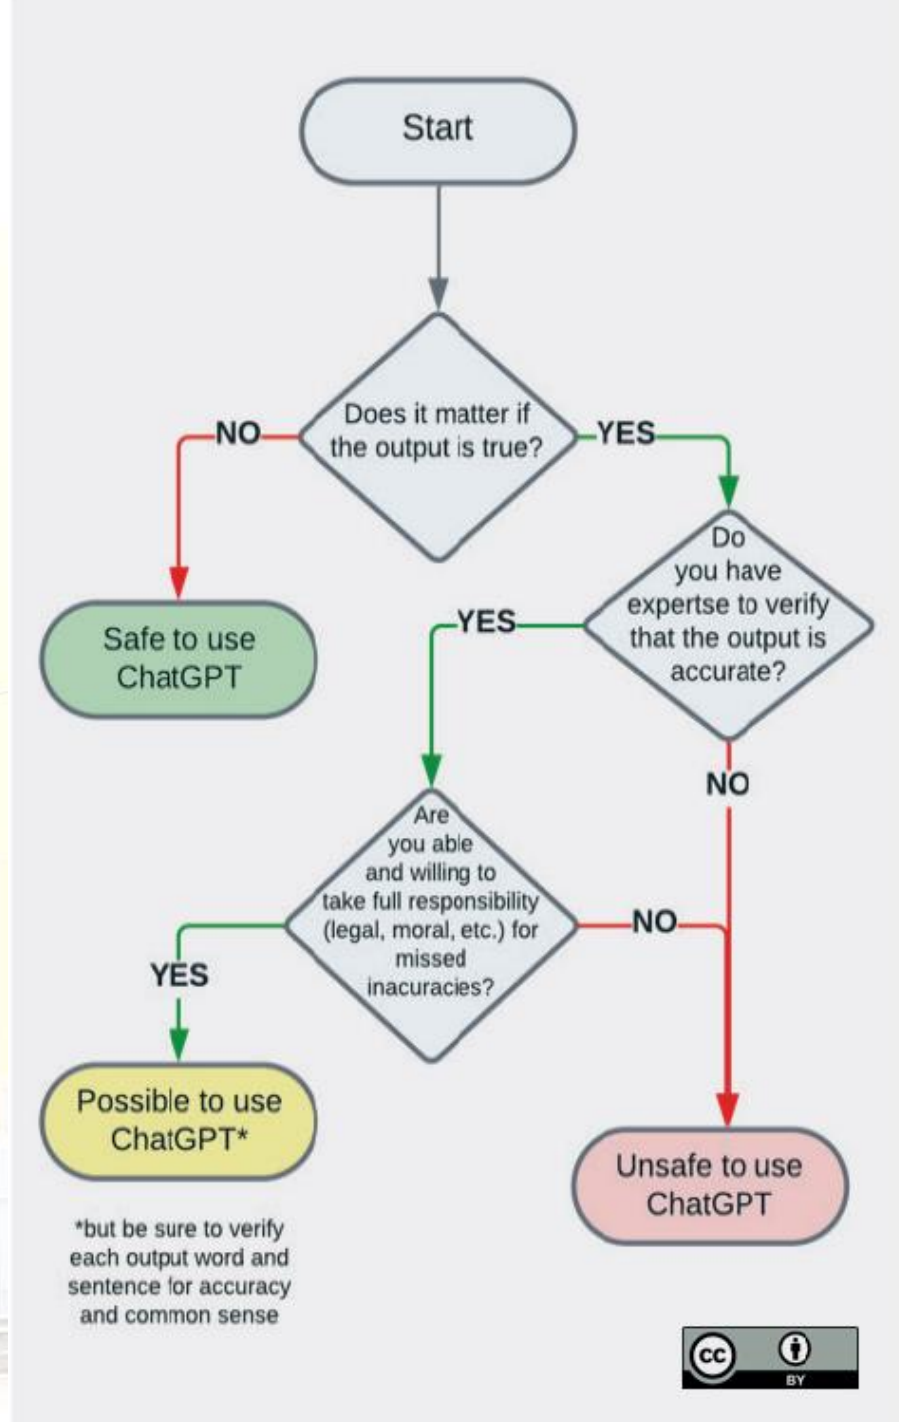 Start
Does it matter if
the output is true?
NO
YES
Do
you have
expertse to verify
that the output is
accurate?
Safe to use
ChatGPT
YES
NO
Are
you able
and willing to
take full responsibility
(legal, moral, etc.) for
missed
inacuracies?
NO
YES
Possible to use
ChatGPT*
Unsafe to use
ChatGPT
*but be sure to verify
each output word and
sentence for accuracy
and common sense
cc
BY